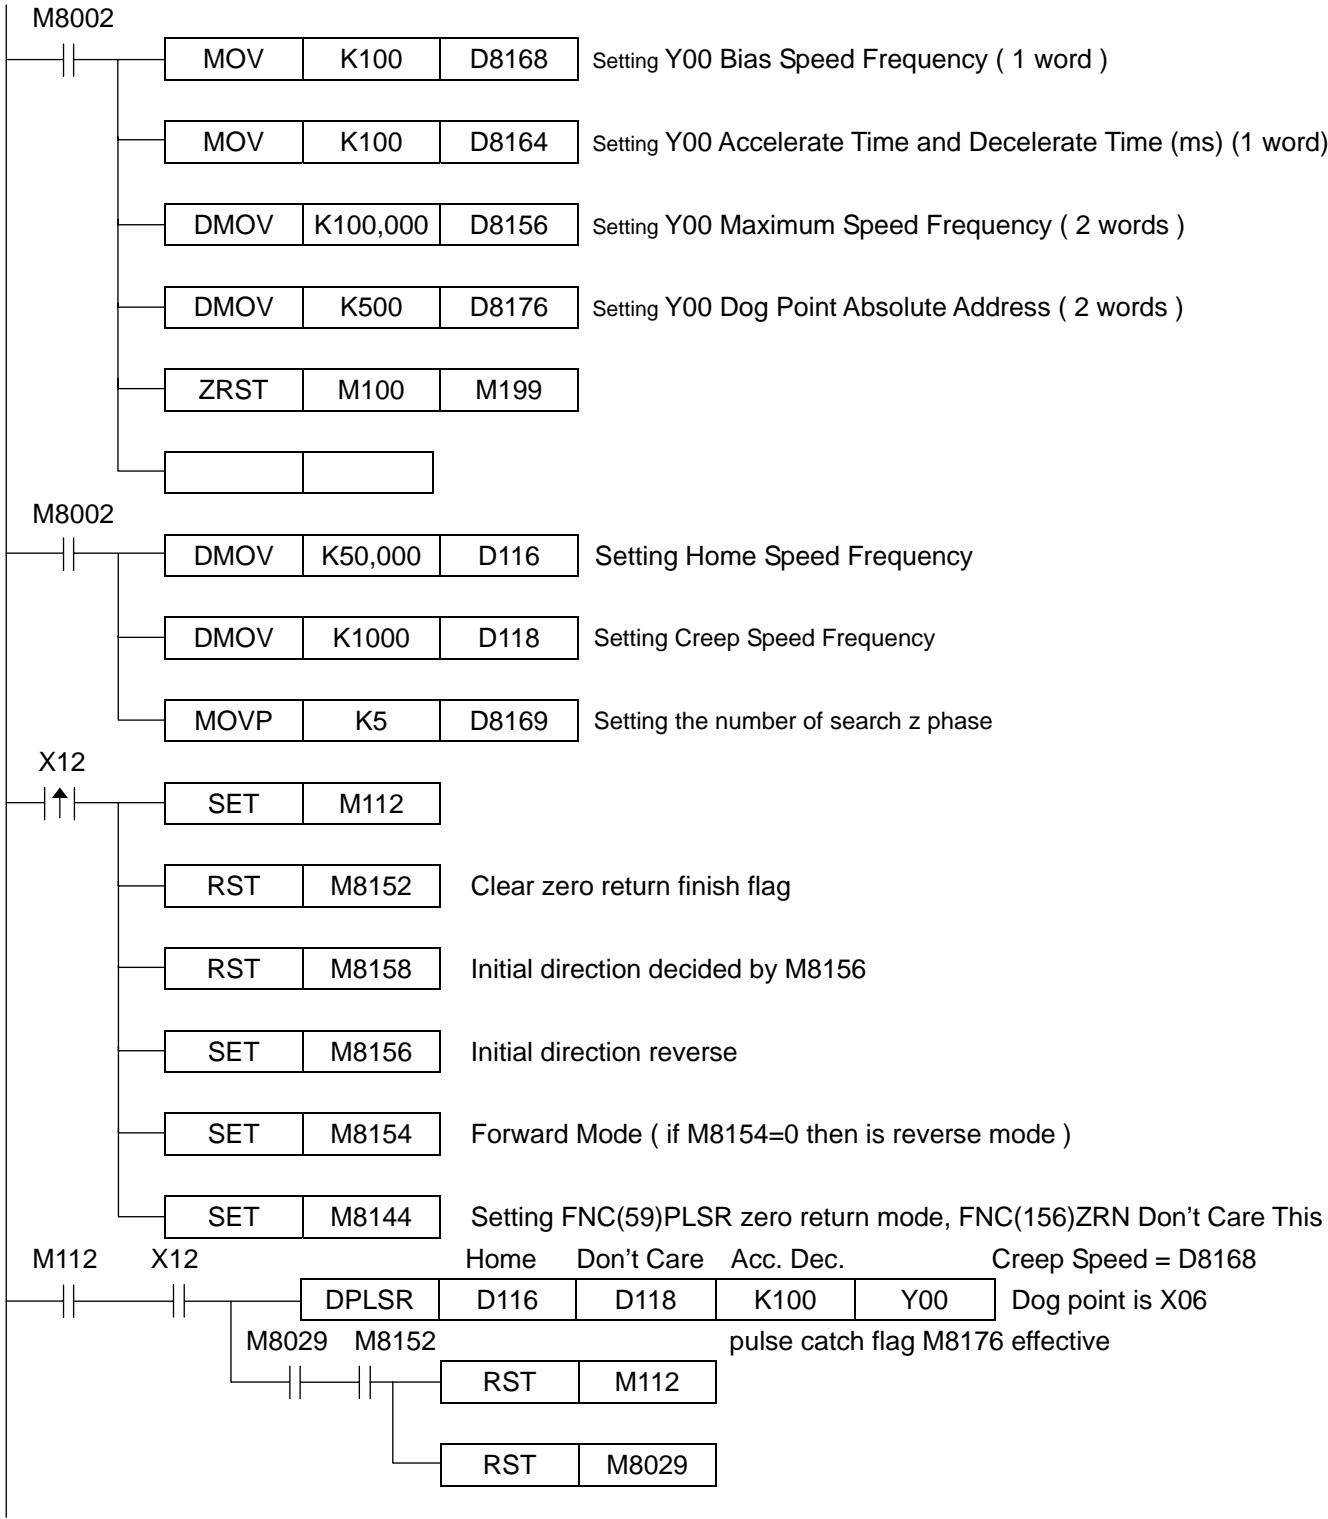 M8002
MOV K100 D8168 Setting Y00 Bias Speed Frequency ( 1 word )
MOV K100 D8164 Setting Y00 Accelerate Time and Decelerate Time (ms) (1 word)
DMOV K100,000 D8156 Setting Y00 Maximum Speed Frequency ( 2 words )
DMOV K500 D8176 Setting Y00 Dog Point Absolute Address ( 2 words )
ZRST M100 M199
M8002
DMOV K50,000 D116 Setting Home Speed Frequency
DMOV K1000 D118 Setting Creep Speed Frequency
MOVP K5 D8169 Setting the number of search z phase
X12
SET M112
RST M8152 Clear zero return finish flag
RST M8158 Initial direction decided by M8156
SET M8156 Initial direction reverse
SET M8154 Forward Mode ( if M8154=0 then is reverse mode )
SET M8144 Setting FNC(59)PLSR zero return mode, FNC(156)ZRN Don't Care This
M112 X12 Home Don't Care Acc. Dec. Creep Speed = D8168
DPLSR D116 D118 K100 Y00 Dog point is X06
M8029 M8152 pulse catch flag M8176 effective
RST M112
RST M8029